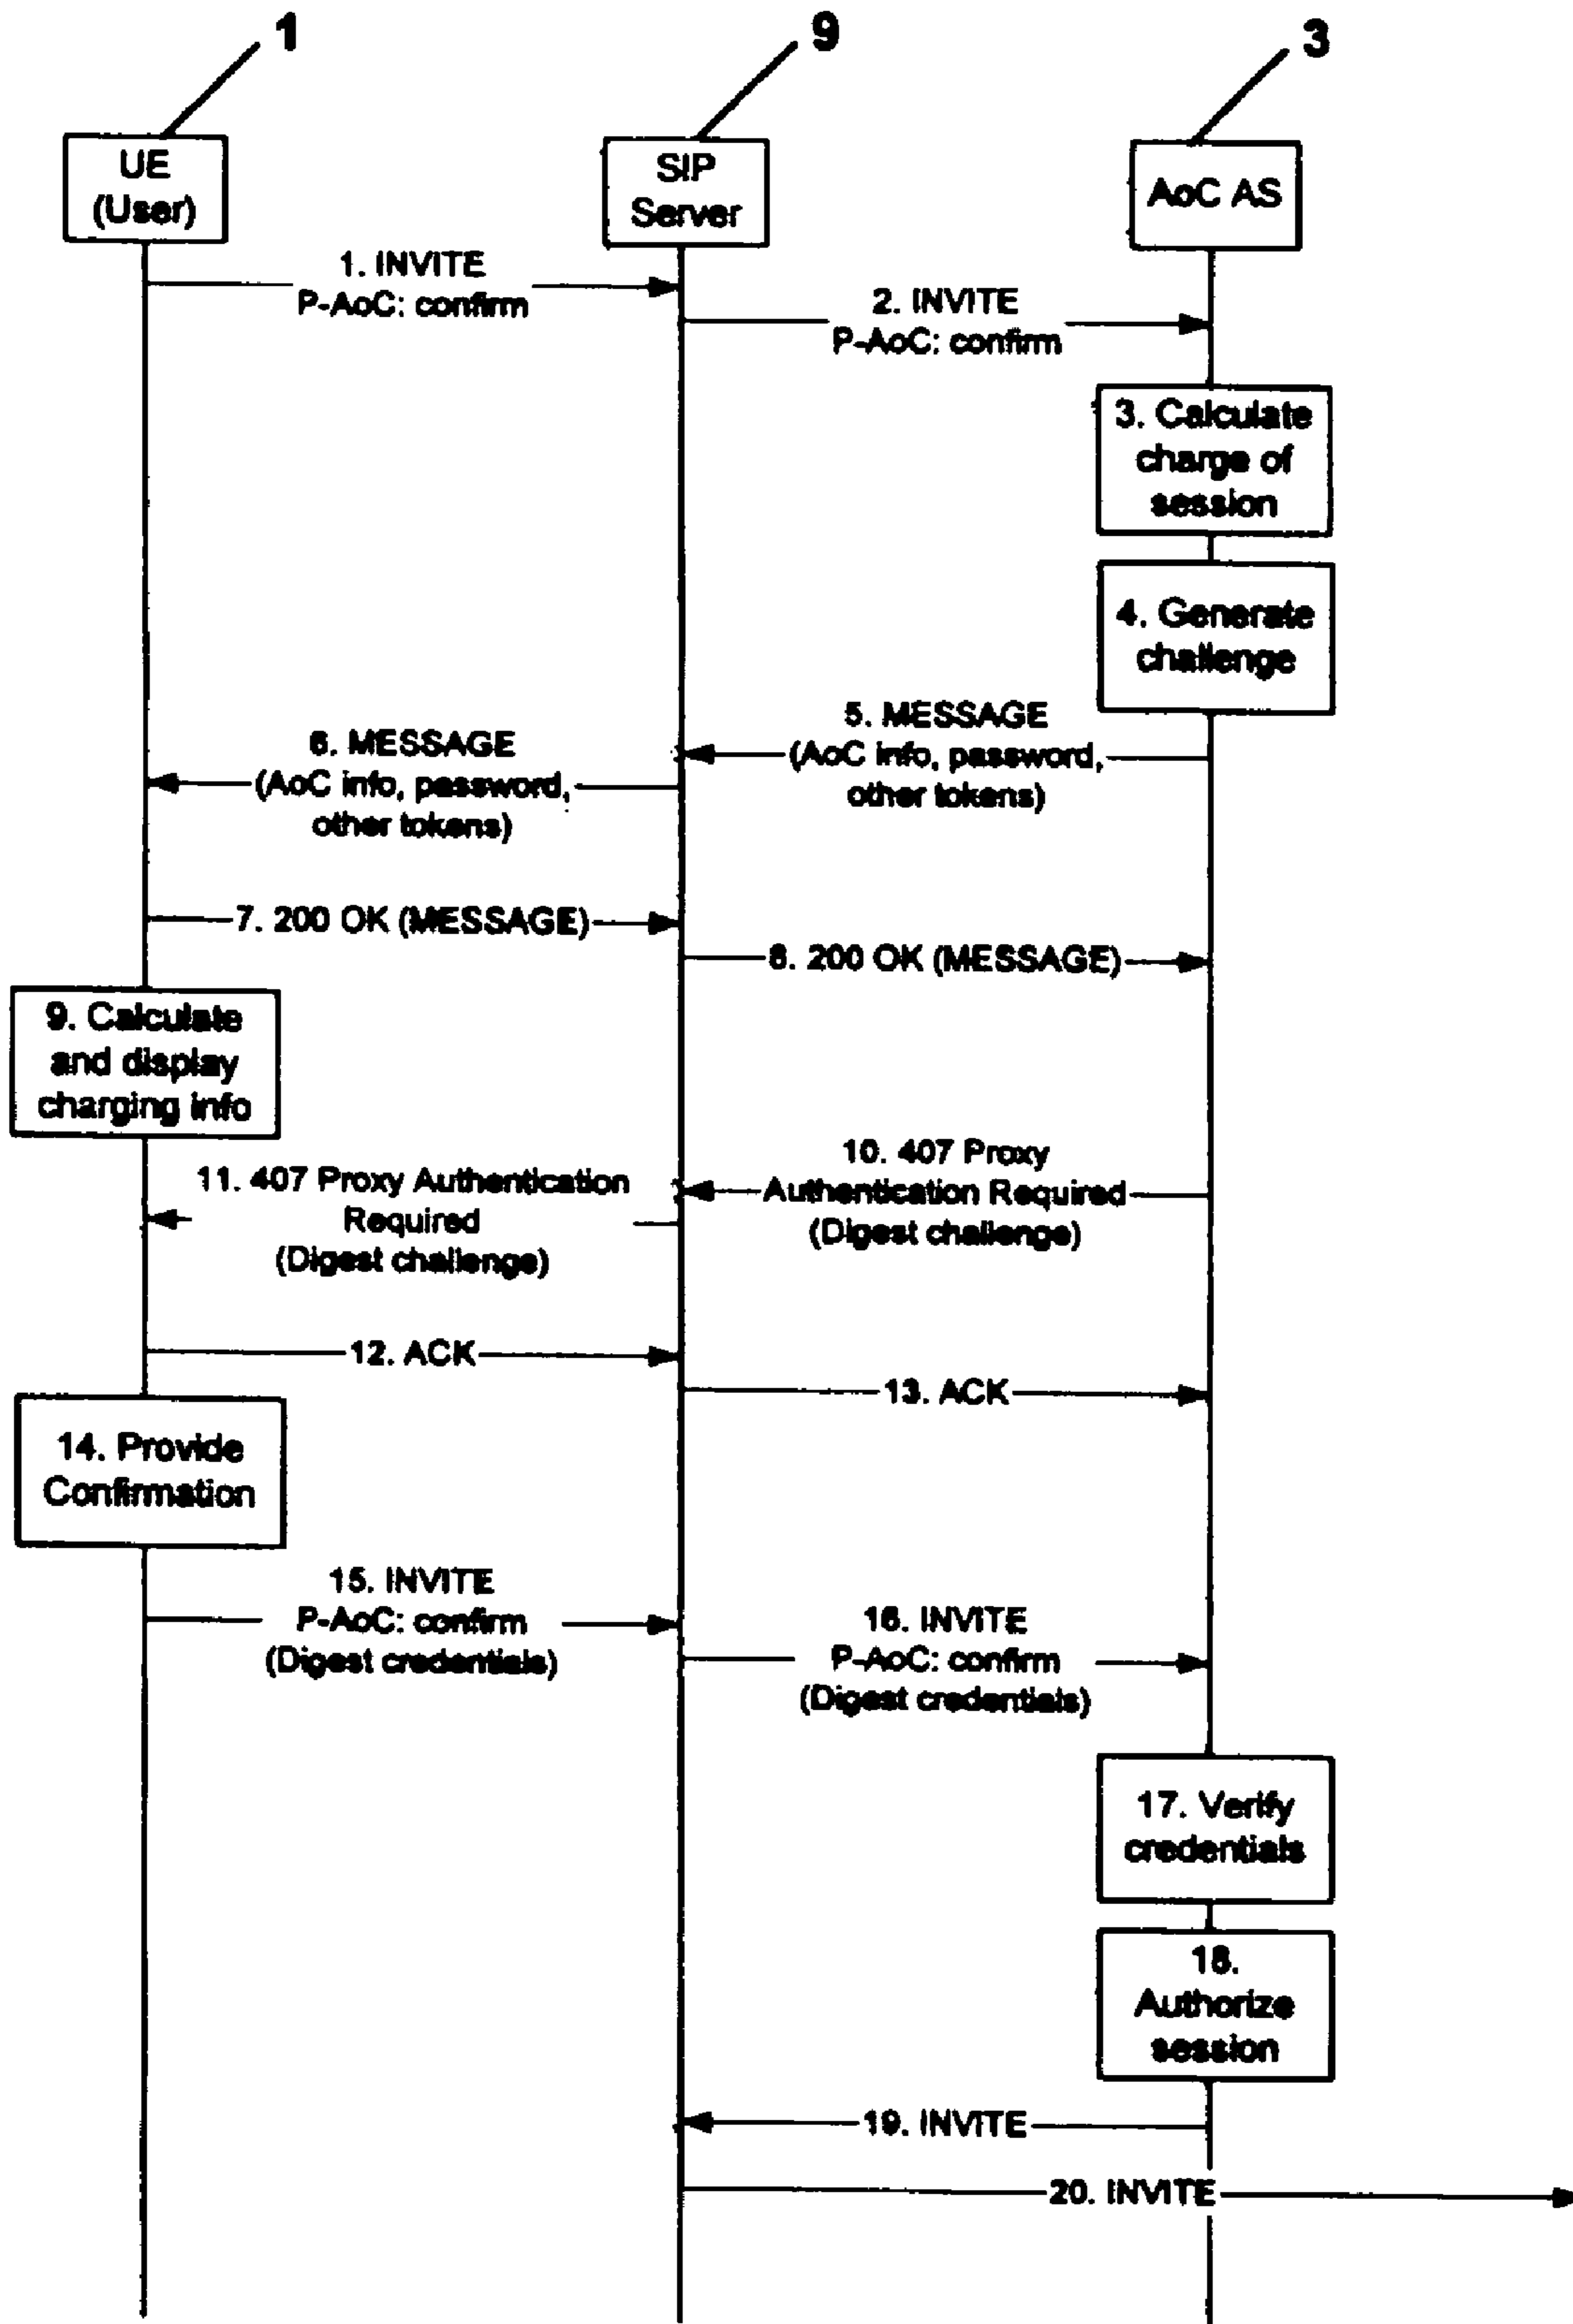 1
9
3
UE
(User)
SIP
Server
AoC AS
1. INVITE
P-AoC: confirm
2. INVITE
P-AoC: confirm
3. Calculate
charge of
session
4. Generate
challenge
5. MESSAGE
(AoC info, password,
other tokens)
6. MESSAGE
(AoC info, password,
other tokens)
7. 200 OK (MESSAGE)
8. 200 OK (MESSAGE)
9. Calculate
and display
charging info
10. 407 Proxy
Authentication Required
(Digest challenge)
11. 407 Proxy Authentication
Required
(Digest challenge)
12. ACK
13. ACK
14. Provide
Confirmation
15. INVITE
P-AoC: confirm
(Digest credentials)
16. INVITE
P-AoC: confirm
(Digest credentials)
17. Verify
credentials
18.
Authorize
session
19. INVITE
20. INVITE